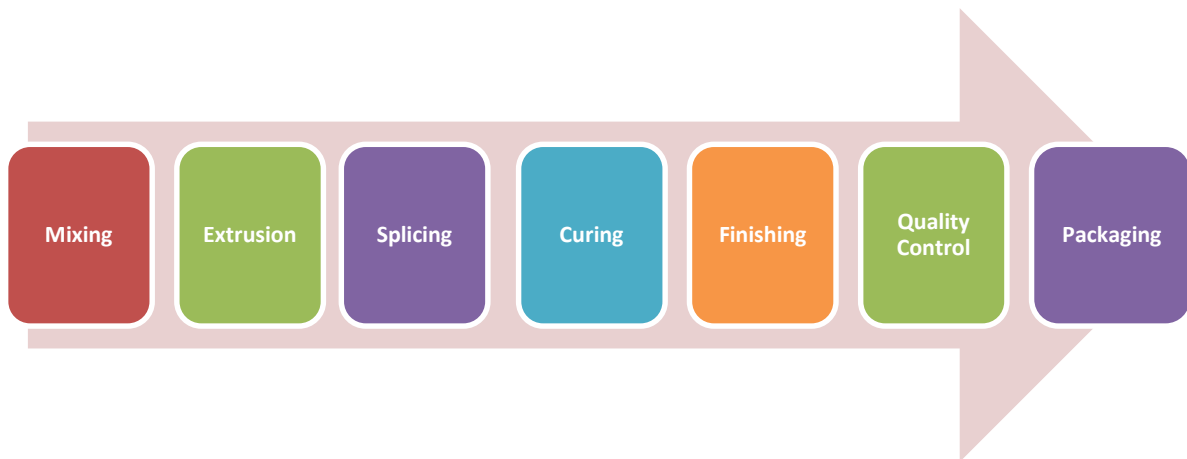 Mixing
Extrusion
Splicing
Curing
Finishing
Quality
Control
Packaging